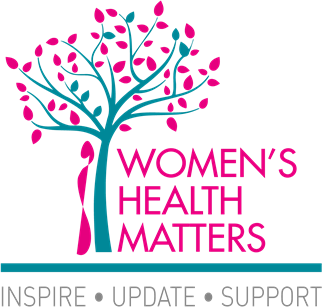 WOMEN'S
HEALTH
MATTERS
INSPIRE • UPDATE • SUPPORT